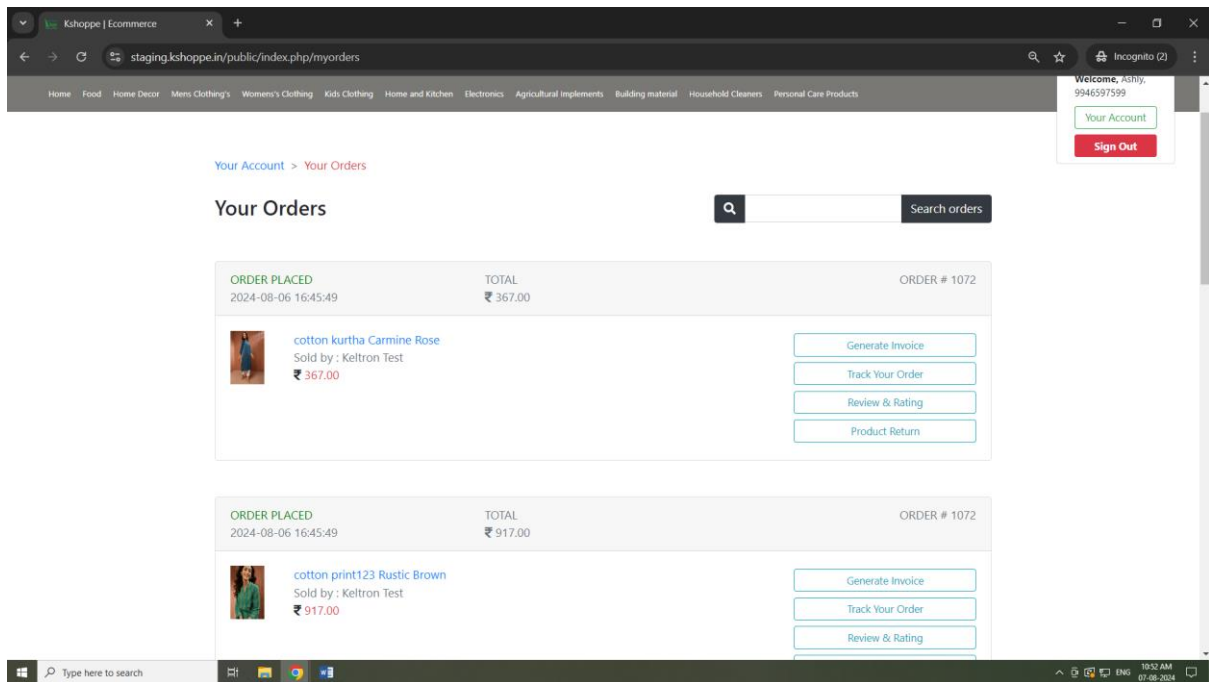 Kshoppe | Ecommerce
staging.kshoppe.in/public/index.php/myorders
Incognito (2)
Home Food Home Decor Mens Clothing's Womens's Clothing Kids Clothing Home and Kitchen Electronics Agricultural Implements Building material Household Cleaners Personal Care Products
Welcome, Ashly,
9946597599
Your Account
Sign Out
Your Account > Your Orders
Your Orders
Search orders
ORDER PLACED TOTAL ORDER # 1072
2024-08-06 16:45:49 ₹ 367.00
cotton kurtha Carmine Rose
Sold by : Keltron Test
₹ 367.00
Generate Invoice
Track Your Order
Review & Rating
Product Return
ORDER PLACED TOTAL ORDER # 1072
2024-08-06 16:45:49 ₹ 917.00
cotton print123 Rustic Brown
Sold by : Keltron Test
₹ 917.00
Generate Invoice
Track Your Order
Review & Rating
Type here to search
ENG
10:52 AM
07-08-2024